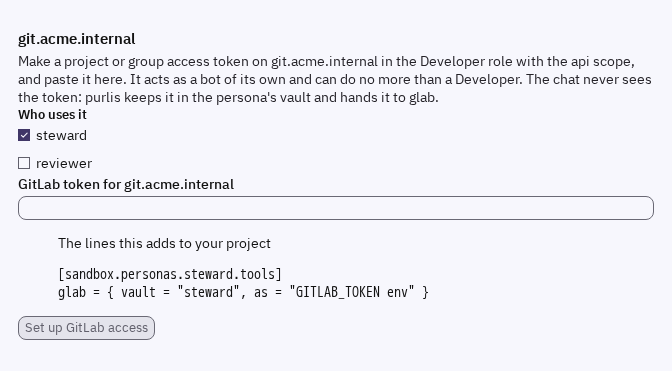 git.acme.internal
Make a project or group access token on git.acme.internal in the Developer role with the api scope,
and paste it here. It acts as a bot of its own and can do no more than a Developer. The chat never sees
the token: purlis keeps it in the persona's vault and hands it to glab.
Who uses it
steward
reviewer
GitLab token for git.acme.internal
The lines this adds to your project
[sandbox.personas.steward.tools]
glab = { vault = "steward", as = "GITLAB_TOKEN env" }
Set up GitLab access